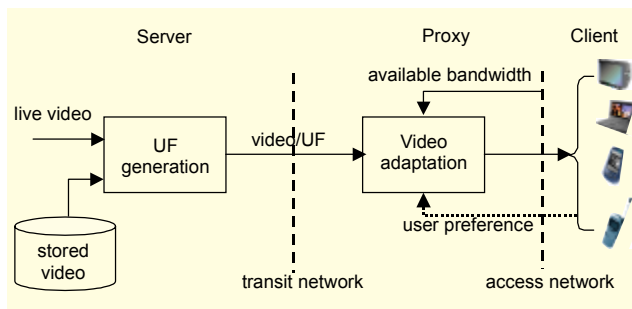 Server
Proxy
Client
available bandwidth
live video
UF
generation
video/UF
Video
adaptation
user preference
stored
video
transit network
access network